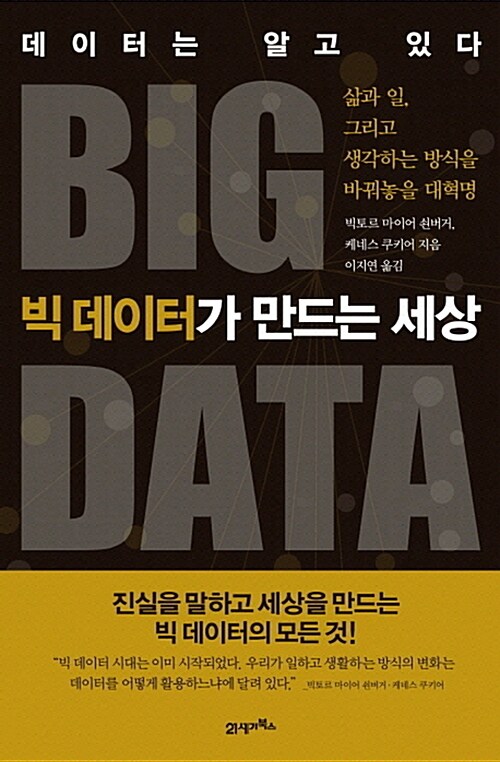 데이터는 알고 있다
BIG
삶과 일,
그리고
생각하는 방식을
바꿔놓을 대혁명
빅토르 마이어 쇤버거,
케네스 쿠키어 지음
이지연 옮김
빅 데이터가 만드는 세상
DATA
진실을 말하고 세상을 만드는
빅 데이터의 모든 것!
“빅 데이터 시대는 이미 시작되었다. 우리가 일하고 생활하는 방식의 변화는
데이터를 어떻게 활용하느냐에 달려 있다.” _빅토르 마이어 쇤버거·케네스 쿠키어
21세기북스